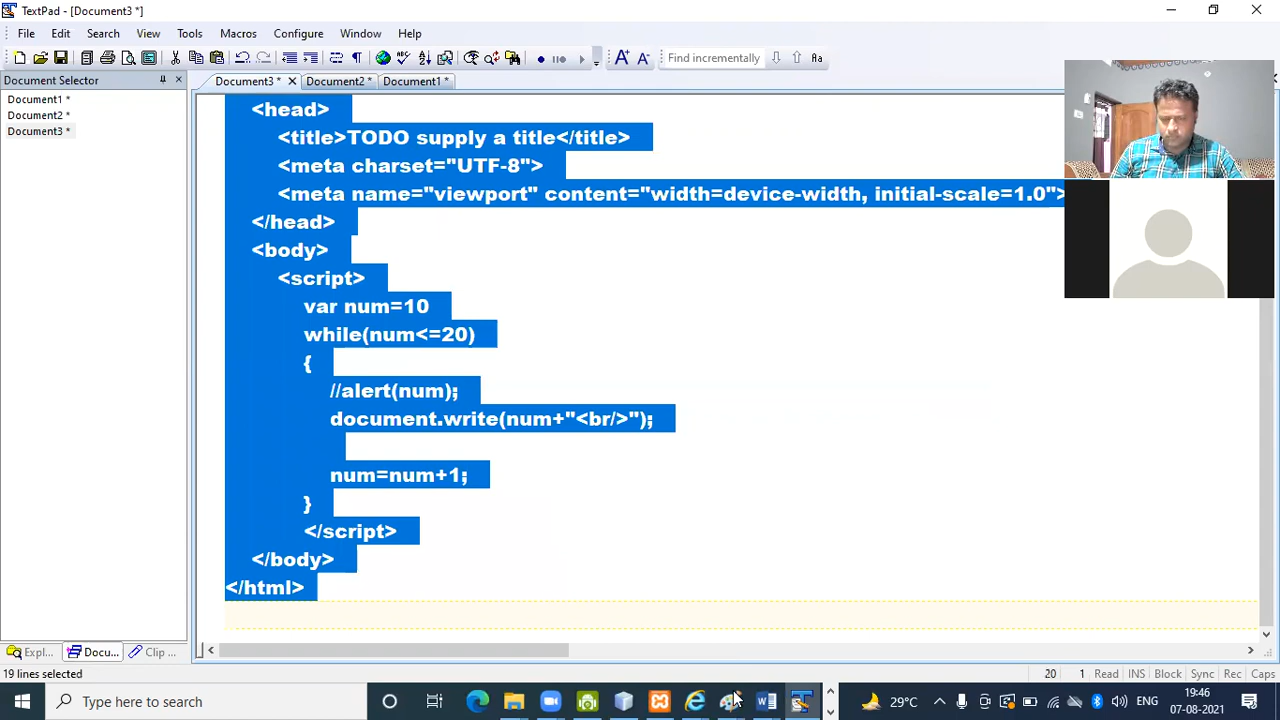 TextPad - [Document3 *]
File Edit Search View Tools Macros Configure Window Help
Find incrementally
Document Selector
Document3 * Document2 * Document1 *
Document1 *
Document2 *
Document3 *
<head>
<title>TODO supply a title</title>
<meta charset="UTF-8">
<meta name="viewport" content="width=device-width, initial-scale=1.0">
</head>
<body>
<script>
var num=10
while(num<=20)
{
//alert(num);
document.write(num+"<br/>");
num=num+1;
}
</script>
</body>
</html>
Expl... Docu... Clip ...
19 lines selected 20 1 Read INS Block Sync Rec Caps
Type here to search
29°C
19:46
07-08-2021